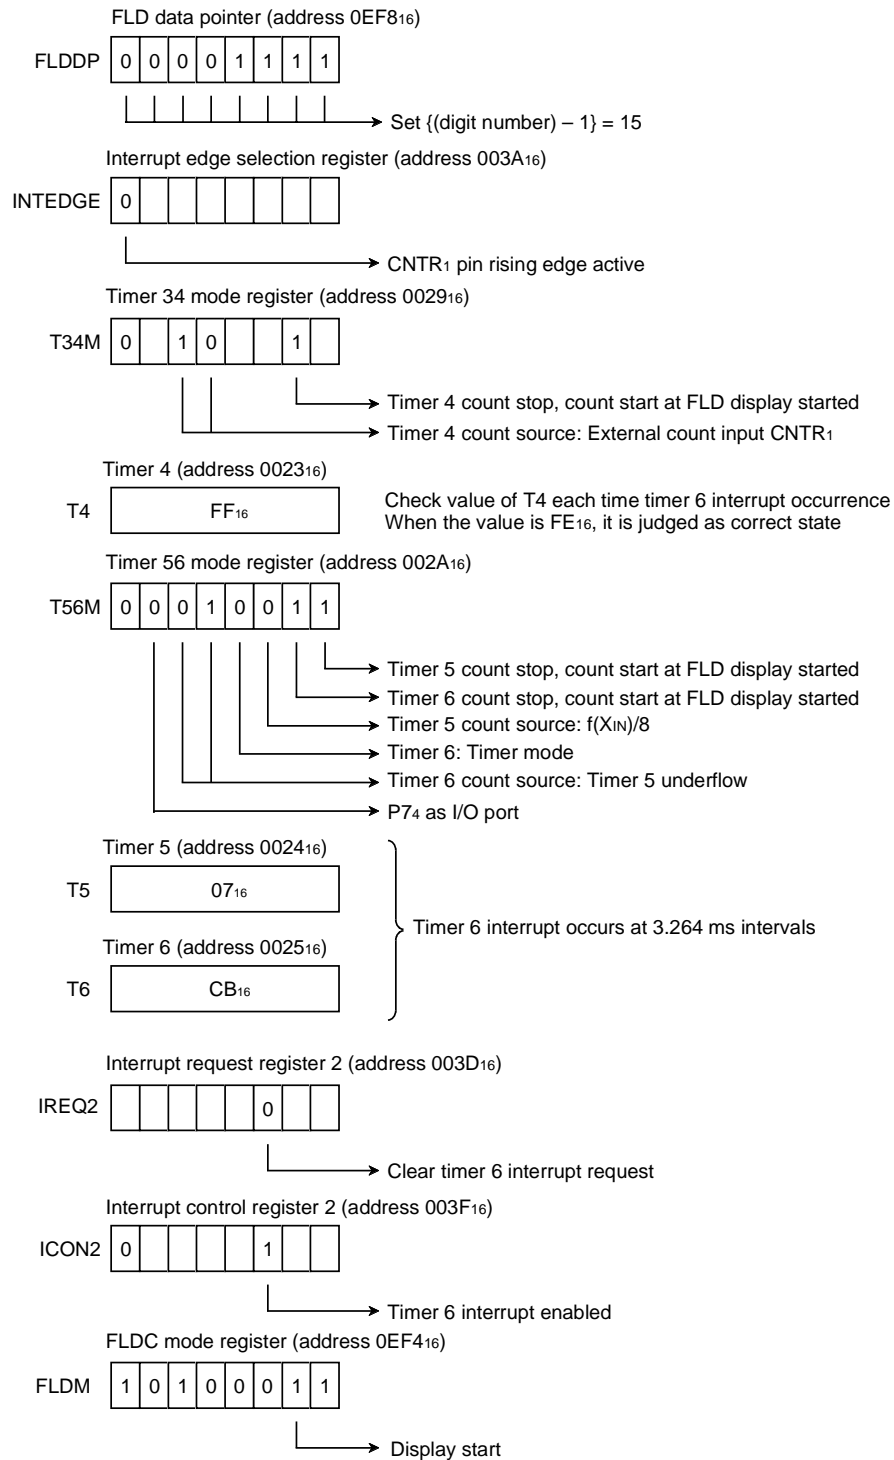 FLD data pointer (address 0EF816)
FLDDP 0 0 0 0 1 1 1 1
Set {(digit number) – 1} = 15
Interrupt edge selection register (address 003A16)
INTEDGE 0
CNTR1 pin rising edge active
Timer 34 mode register (address 002916)
T34M 0 1 0 1
Timer 4 count stop, count start at FLD display started
Timer 4 count source: External count input CNTR1
Timer 4 (address 002316)
T4 FF16
Check value of T4 each time timer 6 interrupt occurrence
When the value is FE16, it is judged as correct state
Timer 56 mode register (address 002A16)
T56M 0 0 0 1 0 0 1 1
Timer 5 count stop, count start at FLD display started
Timer 6 count stop, count start at FLD display started
Timer 5 count source: f(XIN)/8
Timer 6: Timer mode
Timer 6 count source: Timer 5 underflow
P74 as I/O port
Timer 5 (address 002416)
T5 0716
Timer 6 interrupt occurs at 3.264 ms intervals
Timer 6 (address 002516)
T6 CB16
Interrupt request register 2 (address 003D16)
IREQ2 0
Clear timer 6 interrupt request
Interrupt control register 2 (address 003F16)
ICON2 0 1
Timer 6 interrupt enabled
FLDC mode register (address 0EF416)
FLDM 1 0 1 0 0 0 1 1
Display start